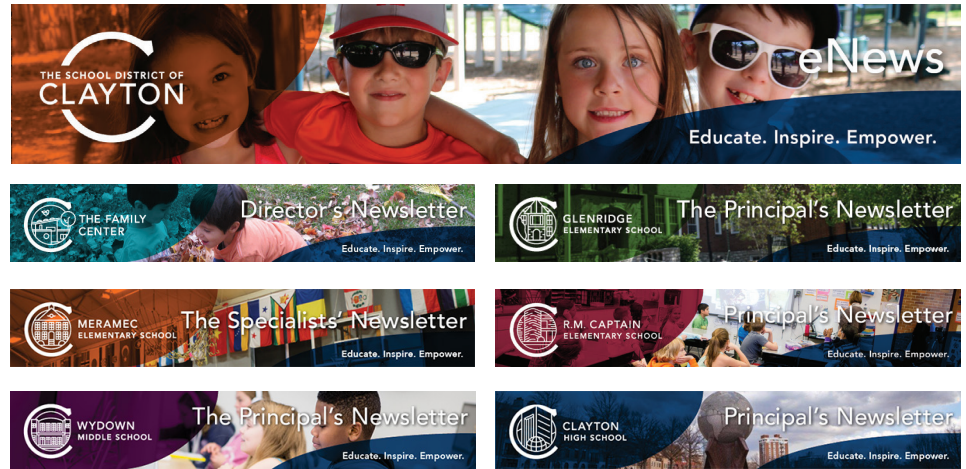 THE SCHOOL DISTRICT OF
CLAYTON
eNews
Educate. Inspire. Empower.
THE FAMILY
CENTER
Director's Newsletter
Educate. Inspire. Empower.
GLENRIDGE
ELEMENTARY SCHOOL
The Principal's Newsletter
Educate. Inspire. Empower.
MERAMEC
ELEMENTARY SCHOOL
The Specialists' Newsletter
Educate. Inspire. Empower.
R.M. CAPTAIN
ELEMENTARY SCHOOL
Principal's Newsletter
Educate. Inspire. Empower.
WYDOWN
MIDDLE SCHOOL
The Principal's Newsletter
Educate. Inspire. Empower.
CLAYTON
HIGH SCHOOL
Principal's Newsletter
Educate. Inspire. Empower.